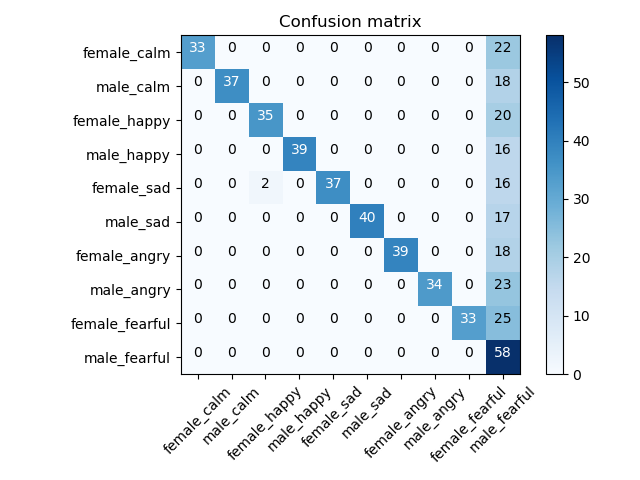 Confusion matrix
female_calm 33 0 0 0 0 0 0 0 0 22
male_calm 0 37 0 0 0 0 0 0 0 18
female_happy 0 0 35 0 0 0 0 0 0 20
male_happy 0 0 0 39 0 0 0 0 0 16
female_sad 0 0 2 0 37 0 0 0 0 16
male_sad 0 0 0 0 0 40 0 0 0 17
female_angry 0 0 0 0 0 0 39 0 0 18
male_angry 0 0 0 0 0 0 0 34 0 23
female_fearful 0 0 0 0 0 0 0 0 33 25
male_fearful 0 0 0 0 0 0 0 0 0 58
female_calm
male_calm
female_happy
male_happy
female_sad
male_sad
female_angry
male_angry
female_fearful
male_fearful
50
40
30
20
10
0